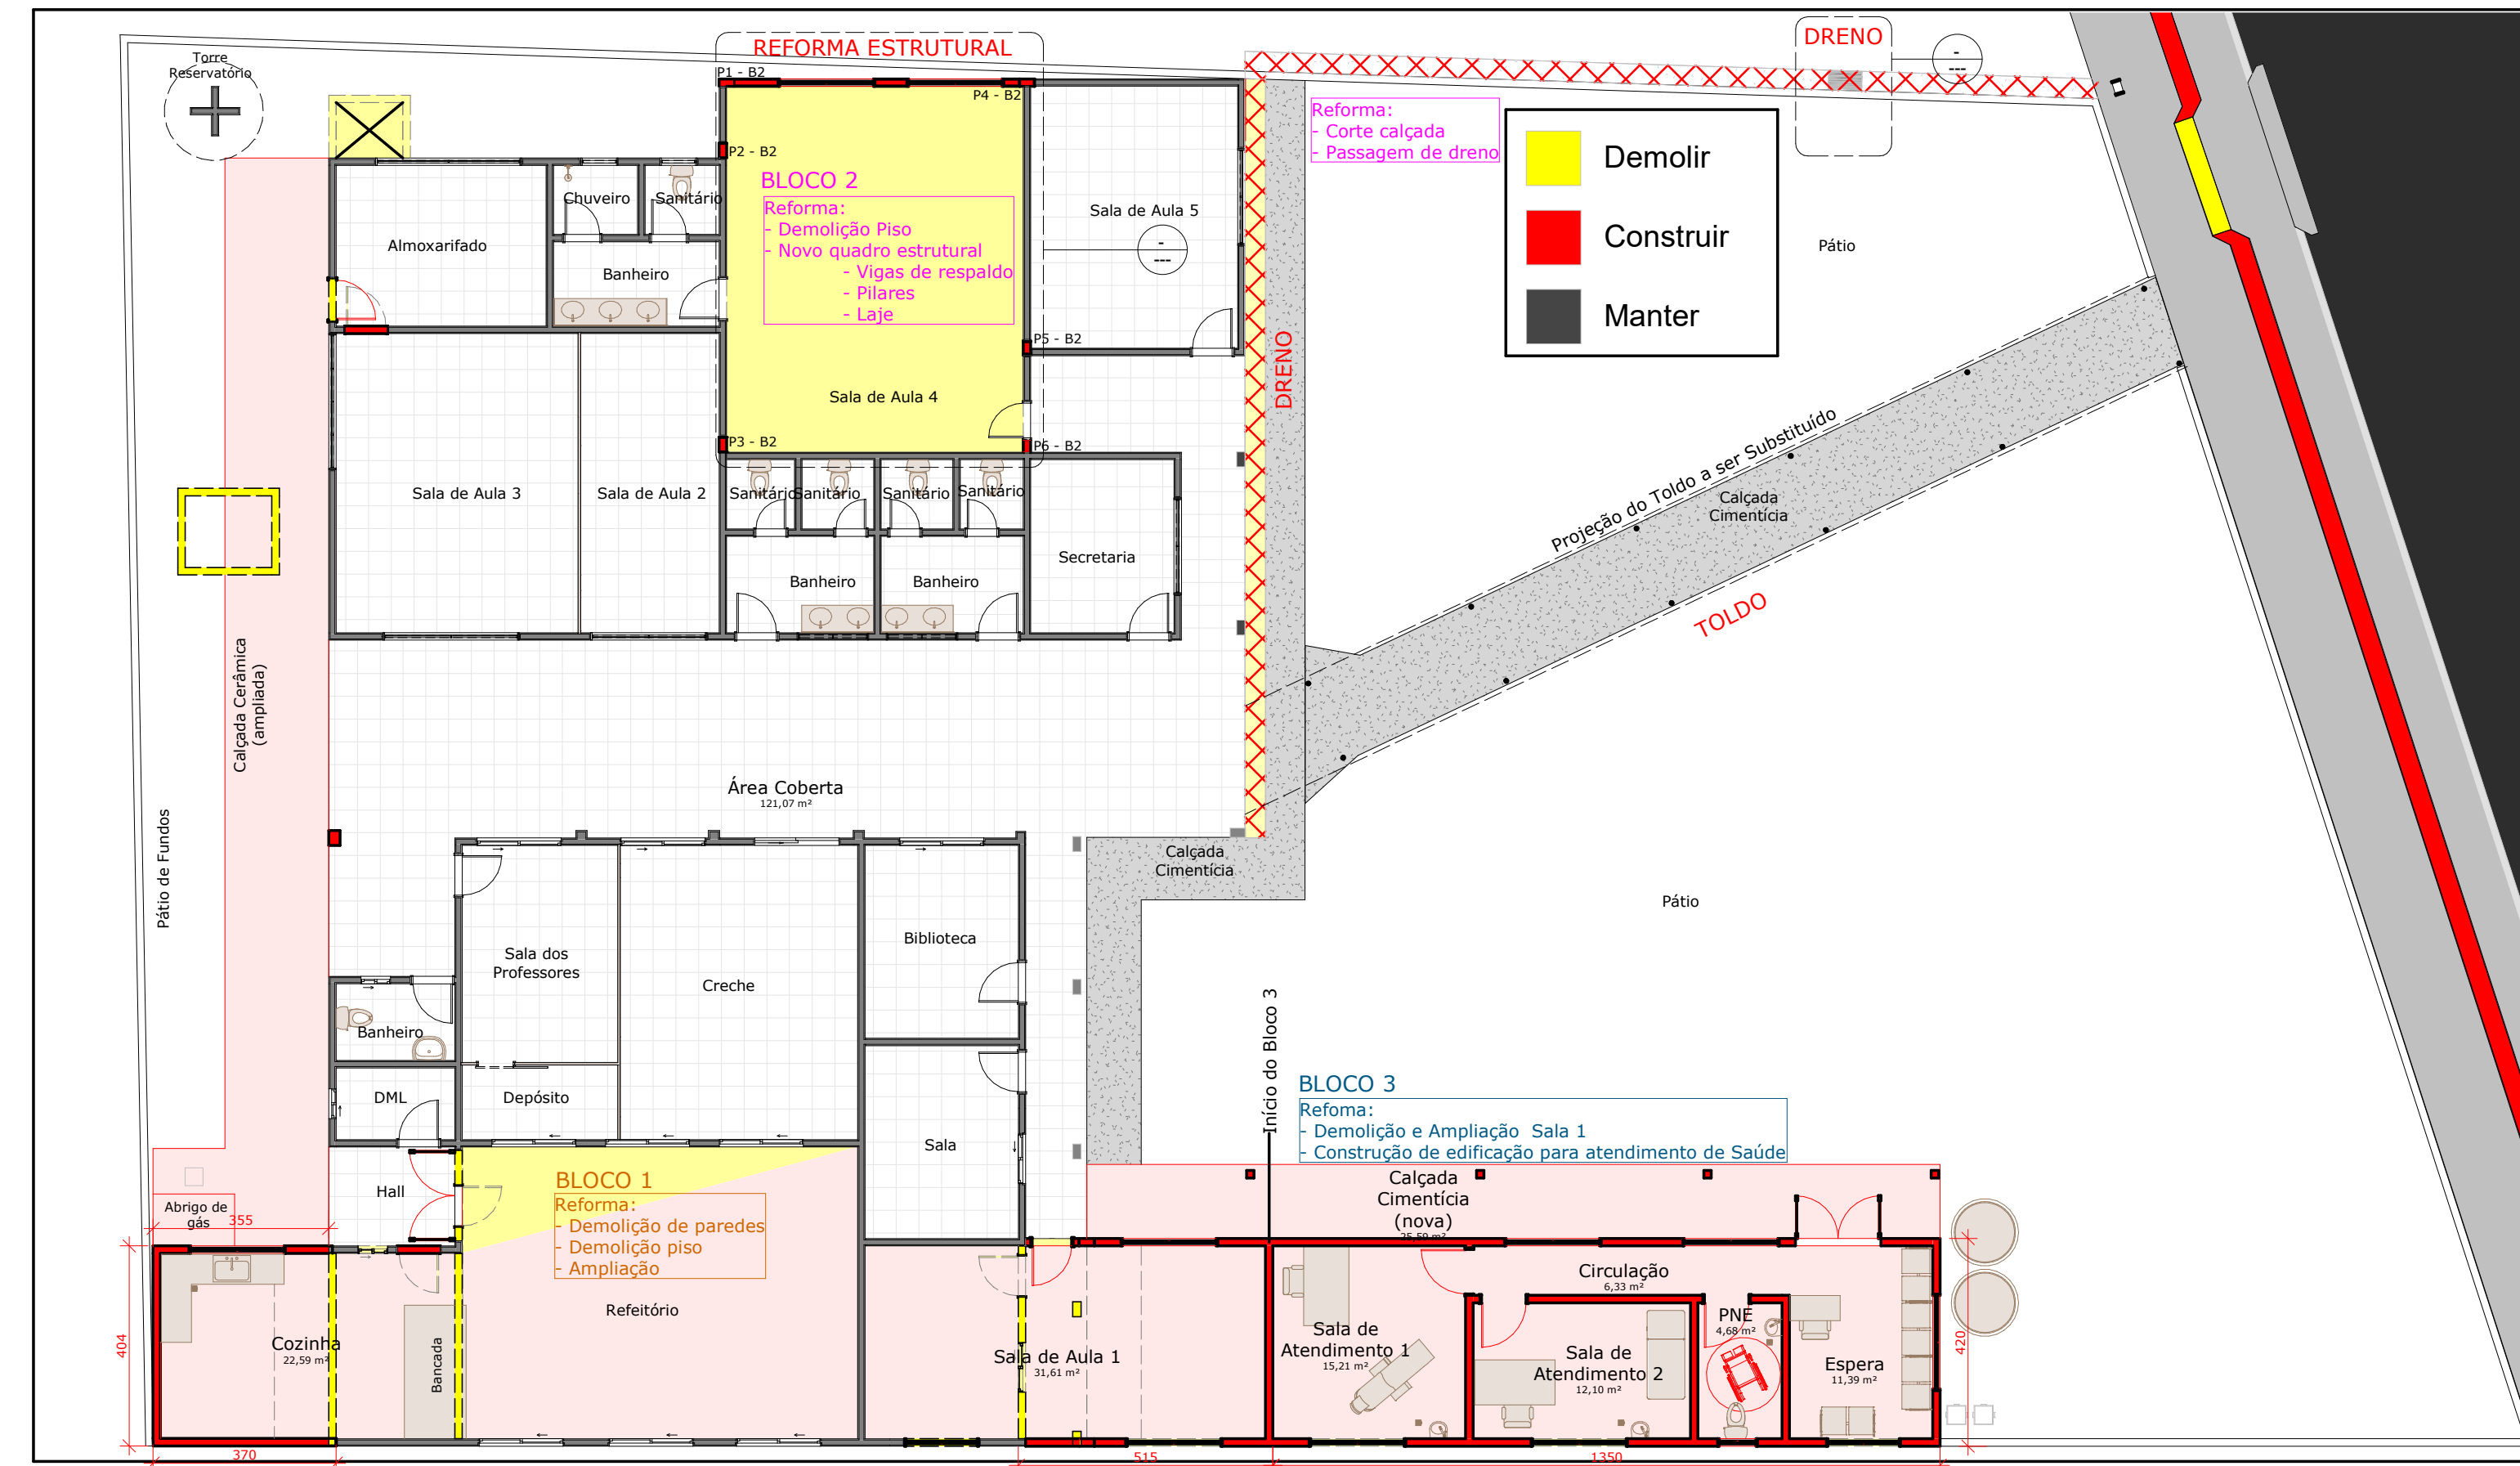 REFORMA ESTRUTURAL
DRENO
-
---
Torre
Reservatório
P1 - B2
P4 - B2
Reforma:
- Corte calçada
- Passagem de dreno
Demolir
Construir
Manter
P2 - B2
BLOCO 2
Reforma:
- Demolição Piso
- Novo quadro estrutural
- Vigas de respaldo
- Pilares
- Laje
Chuveiro
Sanitário
Sala de Aula 5
-
---
Almoxarifado
Banheiro
Pátio
P5 - B2
DRENO
Sala de Aula 4
P3 - B2
P6 - B2
Projeção do Toldo a ser Substituído
Calçada
Cimentícia
TOLDO
Sala de Aula 3
Sala de Aula 2
Sanitário
Sanitário
Sanitário
Sanitário
Secretaria
Banheiro
Banheiro
Calçada Cerâmica
(ampliada)
Área Coberta
121,07 m²
Pátio de Fundos
Calçada
Cimentícia
Pátio
Sala dos
Professores
Creche
Biblioteca
Banheiro
DML
Depósito
Sala
Início do Bloco 3
BLOCO 3
Refoma:
- Demolição e Ampliação Sala 1
- Construção de edificação para atendimento de Saúde
BLOCO 1
Reforma:
- Demolição de paredes
- Demolição piso
- Ampliação
Hall
Abrigo de
gás
355
Calçada
Cimentícia
(nova)
25,59 m²
Circulação
6,33 m²
Refeitório
Cozinha
22,59 m²
Bancada
404
Sala de Aula 1
31,61 m²
Sala de
Atendimento 1
15,21 m²
Sala de
Atendimento 2
12,10 m²
PNE
4,68 m²
Espera
11,39 m²
420
370
515
1350